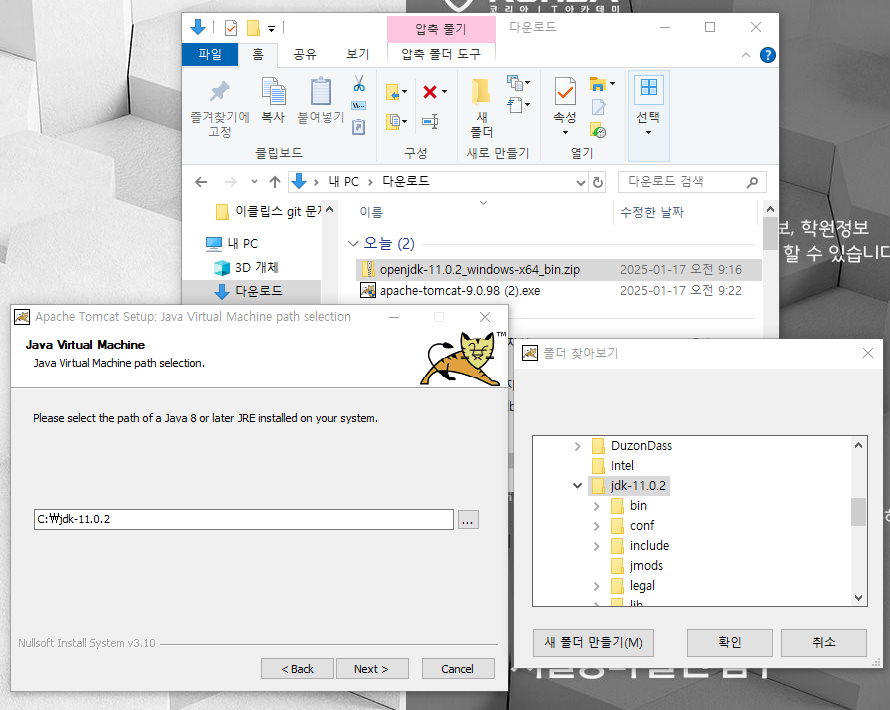 코리아IT아카데미
압축 풀기
다운로드
파일
홈
공유
보기
압축 폴더 도구
즐겨찾기에
고정
복사
붙여넣기
새
폴더
속성
선택
클립보드
구성
새로 만들기
열기
내 PC
다운로드
다운로드 검색
이클립스 git 문
이름
수정한 날짜
내 PC
오늘 (2)
3D 개체
openjdk-11.0.2_windows-x64_bin.zip
2025-01-17 오전 9:16
다운로드
apache-tomcat-9.0.98 (2).exe
2025-01-17 오전 9:22
학원정보
할 수 있습니다
Apache Tomcat Setup: Java Virtual Machine path selection
Java Virtual Machine
Java Virtual Machine path selection.
TM
Please select the path of a Java 8 or later JRE installed on your system.
C:₩jdk-11.0.2
...
Nullsoft Install System v3.10
< Back
Next >
Cancel
폴더 찾아보기
DuzonDass
Intel
jdk-11.0.2
bin
conf
include
jmods
legal
lib
새 폴더 만들기(M)
확인
취소